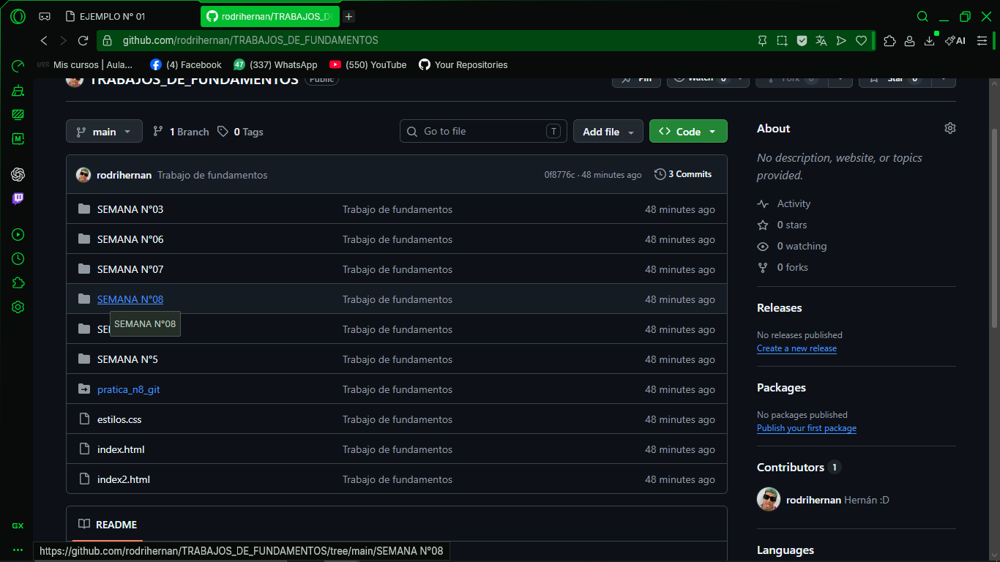 EJEMPLO N° 01
rodrihernan/TRABAJOS_DE
github.com/rodrihernan/TRABAJOS_DE_FUNDAMENTOS
AI
USS Mis cursos | Aula...
(4) Facebook
47 (337) WhatsApp
(550) YouTube
Your Repositories
TRABAJOS_DE_FUNDAMENTOS Public
Pin
Watch 0
Fork 0
Star 0
main
1 Branch
0 Tags
Go to file T
Add file
Code
rodrihernan Trabajo de fundamentos 0f8776c · 48 minutes ago 3 Commits
SEMANA N°03 Trabajo de fundamentos 48 minutes ago
SEMANA N°06 Trabajo de fundamentos 48 minutes ago
SEMANA N°07 Trabajo de fundamentos 48 minutes ago
SEMANA N°08 Trabajo de fundamentos 48 minutes ago
SEMANA N°08
Trabajo de fundamentos 48 minutes ago
SEMANA N°5 Trabajo de fundamentos 48 minutes ago
pratica_n8_git Trabajo de fundamentos 48 minutes ago
estilos.css Trabajo de fundamentos 48 minutes ago
index.html Trabajo de fundamentos 48 minutes ago
index2.html Trabajo de fundamentos 48 minutes ago
README
About
No description, website, or topics
provided.
Activity
0 stars
0 watching
0 forks
Releases
No releases published
Create a new release
Packages
No packages published
Publish your first package
Contributors 1
rodrihernan Hernán :D
Languages
M
GX
https://github.com/rodrihernan/TRABAJOS_DE_FUNDAMENTOS/tree/main/SEMANA N°08